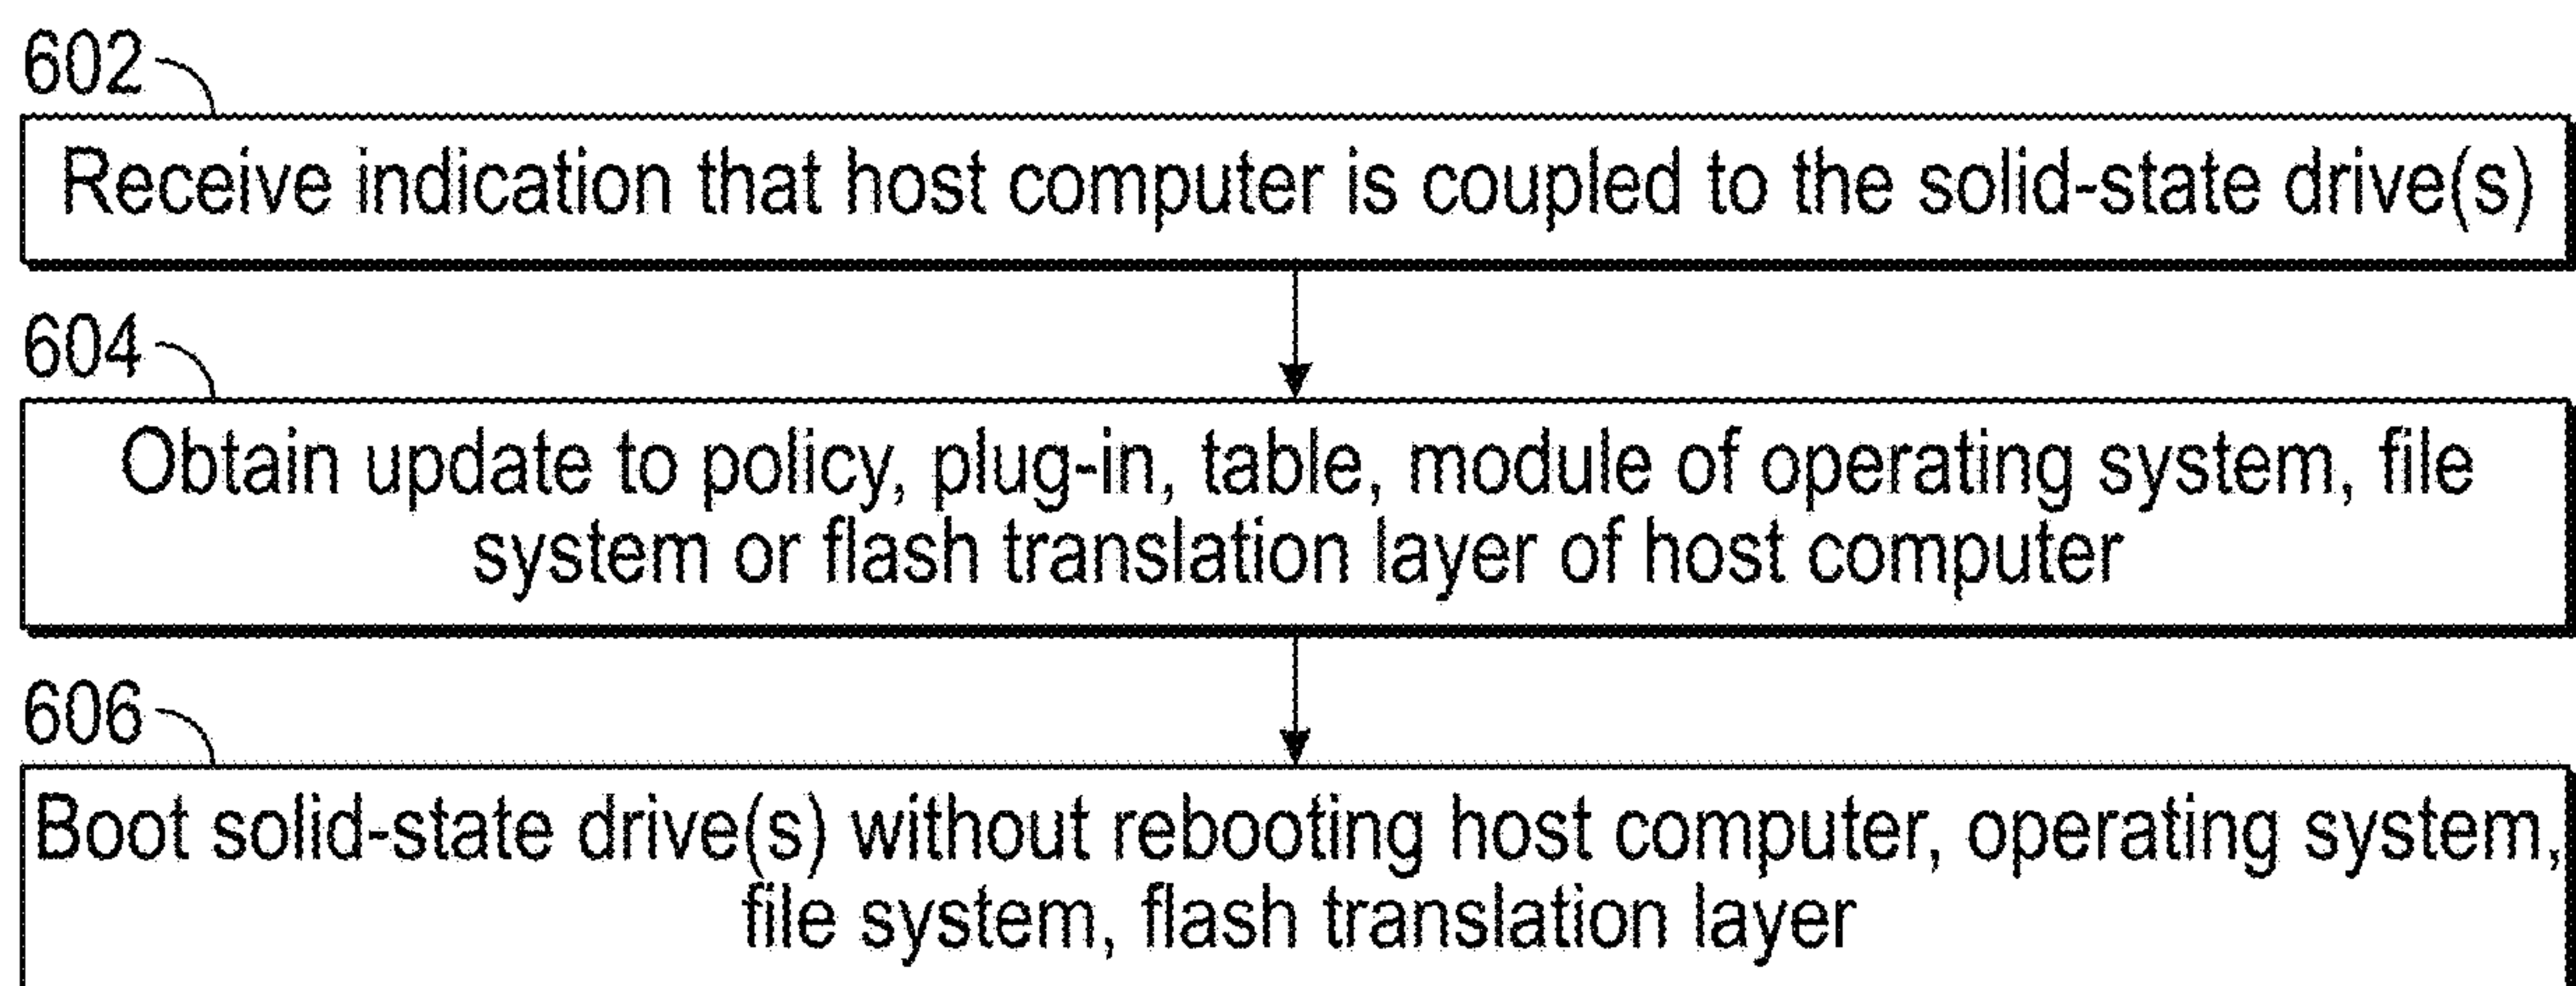 602
Receive indication that host computer is coupled to the solid-state drive(s)
604
Obtain update to policy, plug-in, table, module of operating system, file
system or flash translation layer of host computer
606
Boot solid-state drive(s) without rebooting host computer, operating system,
file system, flash translation layer